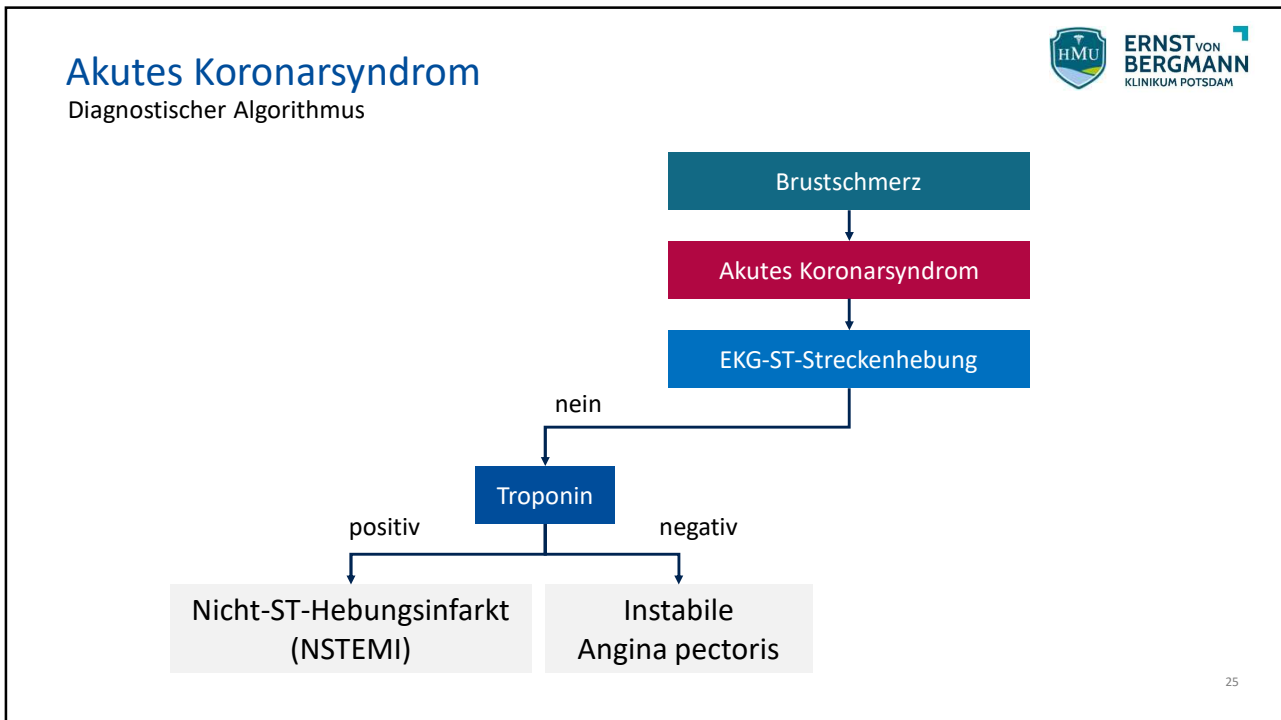 Akutes Koronarsyndrom
Diagnostischer Algorithmus
HMU
ERNST VON
BERGMANN
KLINIKUM POTSDAM
Brustschmerz
Akutes Koronarsyndrom
EKG-ST-Streckenhebung
nein
Troponin
positiv
negativ
Nicht-ST-Hebungsinfarkt
(NSTEMI)
Instabile
Angina pectoris
25